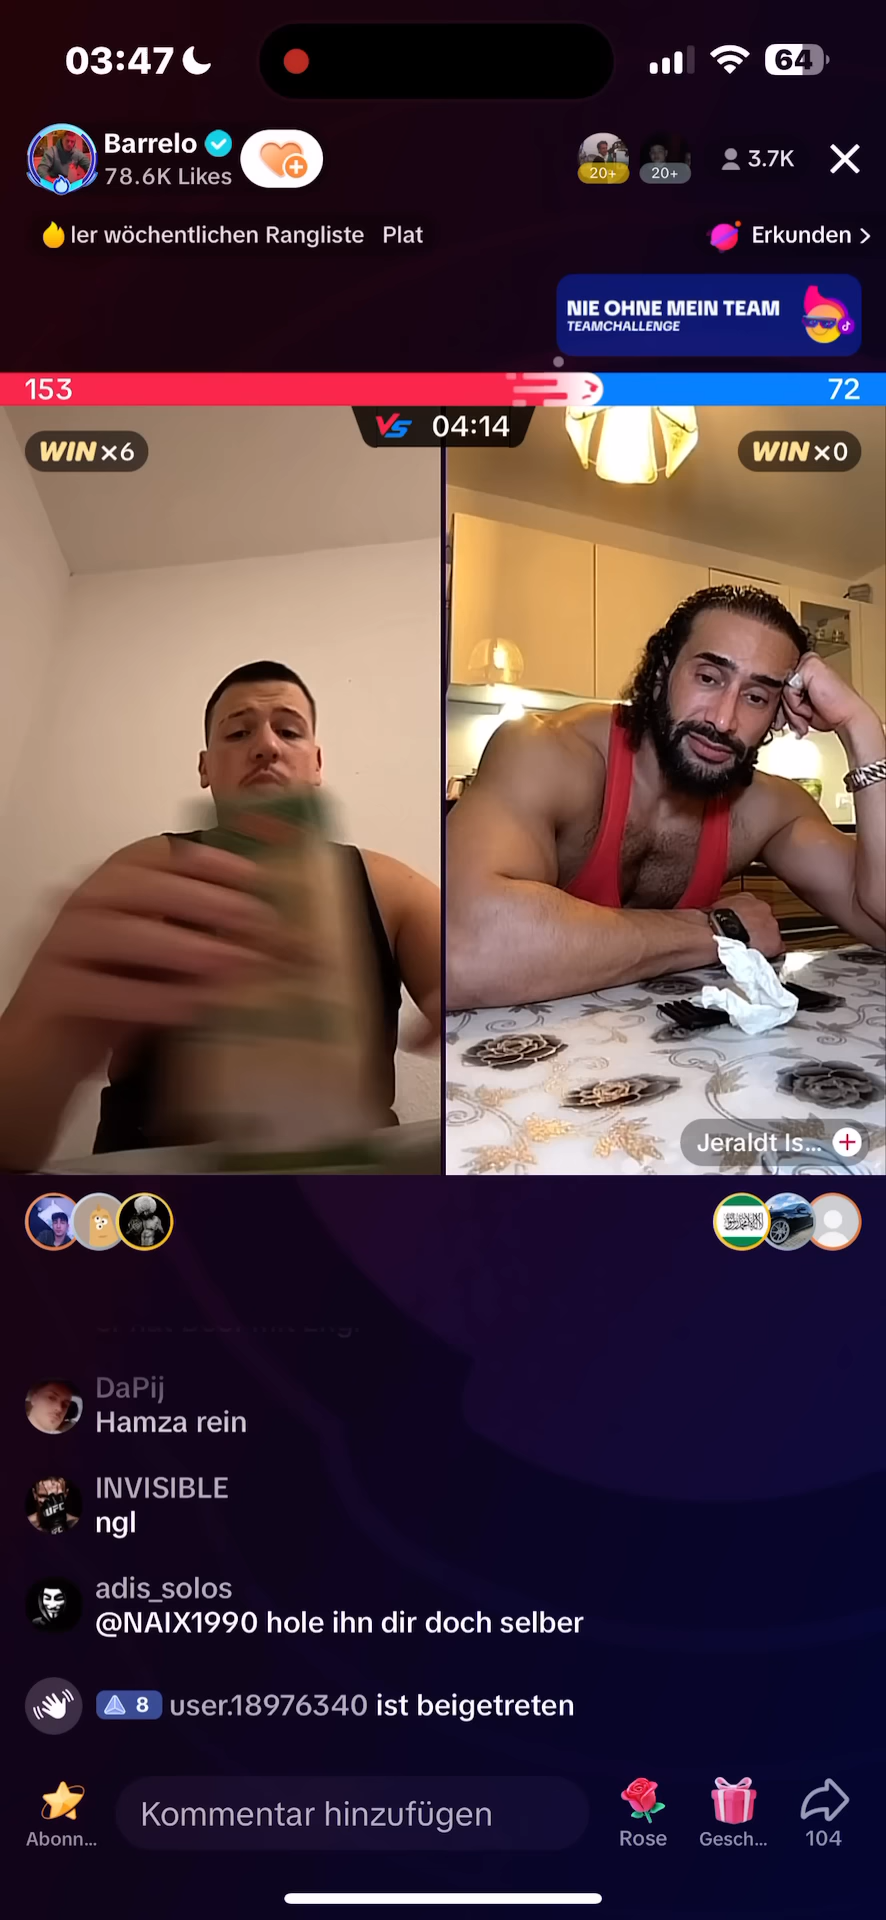 03:47
64
Barrelo
78.6K Likes
20+
20+
3.7K
ler wöchentlichen Rangliste Plat
Erkunden >
NIE OHNE MEIN TEAM
TEAMCHALLENGE
153
72
VS 04:14
WIN x6
WIN x0
Jeraldt Is... +
DaPij
Hamza rein
INVISIBLE
ngl
adis_solos
@NAIX1990 hole ihn dir doch selber
8 user.18976340 ist beigetreten
Abonn...
Kommentar hinzufügen
Rose
Gesch...
104